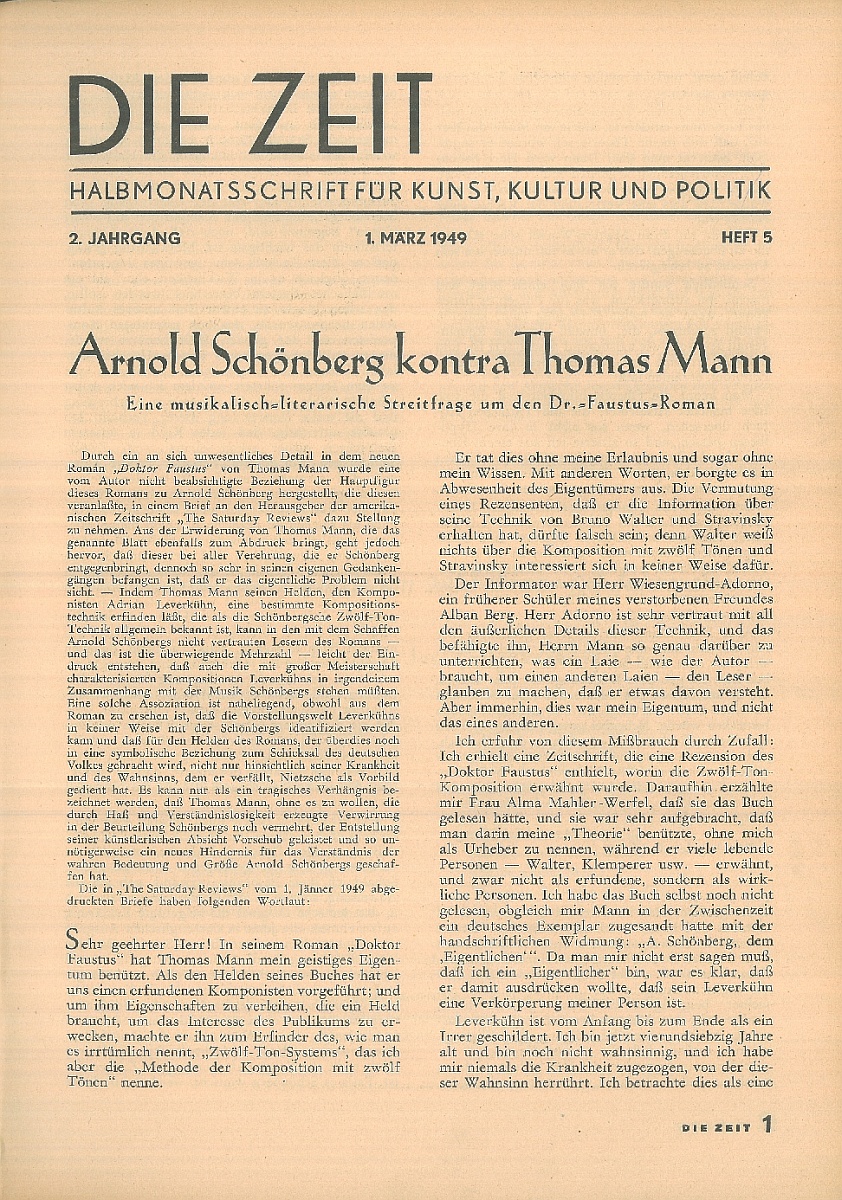 DIE ZEIT
HALBMONATSSCHRIFT FÜR KUNST, KULTUR UND POLITIK
2. JAHRGANG 1. MÄRZ 1949 HEFT 5
Arnold Schönberg kontra Thomas Mann
Eine musikalisch-literarische Streitfrage um den Dr.-Faustus-Roman
Durch ein an sich unwesentliches Detail in dem neuen
Roman „Doktor Faustus" von Thomas Mann wurde eine
vom Autor nicht beabsichtigte Beziehung der Hauptfigur
dieses Romans zu Arnold Schönberg hergestellt, die diesen
veranlaßte, in einem Brief an den Herausgeber der amerika-
nischen Zeitschrift „The Saturday Reviews" dazu Stellung
zu nehmen. Aus der Erwiderung von Thomas Mann, die das
genannte Blatt ebenfalls zum Abdruck bringt, geht jedoch
hervor, daß dieser bei aller Verehrung, die er Schönberg
entgegenbringt, dennoch so sehr in seinen eigenen Gedanken-
gängen befangen ist, daß er das eigentliche Problem nicht
sicht. — Indem Thomas Mann seinen Helden, den Kompo-
nisten Adrian Leverkühn, eine bestimmte Kompositions-
technik erfinden läßt, die als die Schönbergsche Zwölf-Ton-
Technik allgemein bekannt ist, kann in den mit dem Schaffen
Arnold Schönbergs nicht vertrauten Lesern des Romans —
und das ist die überwiegende Mehrzahl — leicht der Ein-
druck entstehen, daß auch die mit großer Meisterschaft
charakterisierten Kompositionen Leverkühns in irgendeinem
Zusammenhang mit der Musik Schönbergs stehen müßten.
Eine solche Assoziation ist naheliegend, obwohl aus dem
Roman zu ersehen ist, daß die Vorstellungswelt Leverkühns
in keiner Weise mit der Schönbergs identifiziert werden
kann und daß für den Helden des Romans, der überdies noch
in eine symbolische Beziehung zum Schicksal des deutschen
Volkes gebracht wird, nicht nur hinsichtlich seiner Krankheit
und des Wahnsinns, dem er verfällt, Nietzsche als Vorbild
gedient hat. Es kann nur als ein tragisches Verhängnis be-
zeichnet werden, daß Thomas Mann, ohne es zu wollen, die
durch Haß und Verständnislosigkeit erzeugte Verwirrung
in der Beurteilung Schönbergs noch vermehrt, der Entstellung
seiner künstlerischen Absicht Vorschub geleistet und so un-
nötigerweise ein neues Hindernis für das Verständnis der
wahren Bedeutung und Größe Arnold Schönbergs geschaf-
fen hat.
Die in „The Saturday Reviews" vom 1. Jänner 1949 abge-
druckten Briefe haben folgenden Wortlaut:
Sehr geehrter Herr! In seinem Roman „Doktor
Faustus" hat Thomas Mann mein geistiges Eigen-
tum benützt. Als den Helden seines Buches hat er
uns einen erfundenen Komponisten vorgeführt; und
um ihm Eigenschaften zu verleihen, die ein Held
braucht, um das Interesse des Publikums zu er-
wecken, machte er ihn zum Erfinder des, wie man
es irrtümlich nennt, „Zwölf-Ton-Systems", das ich
aber die „Methode der Komposition mit zwölf
Tönen" nenne.
Er tat dies ohne meine Erlaubnis und sogar ohne
mein Wissen. Mit anderen Worten, er borgte es in
Abwesenheit des Eigentümers aus. Die Vermutung
eines Rezensenten, daß er die Information über
seine Technik von Bruno Walter und Stravinsky
erhalten hat, dürfte falsch sein; denn Walter weiß
nichts über die Komposition mit zwölf Tönen und
Stravinsky interessiert sich in keiner Weise dafür.
Der Informator war Herr Wiesengrund-Adorno,
ein früherer Schüler meines verstorbenen Freundes
Alban Berg. Herr Adorno ist sehr vertraut mit all
den äußerlichen Details dieser Technik, und das
befähigte ihn, Herrn Mann so genau darüber zu
unterrichten, was ein Laie — wie der Autor —
braucht, um einen anderen Laien — den Leser —
glauben zu machen, daß er etwas davon versteht.
Aber immerhin, dies war mein Eigentum, und nicht
das eines anderen.
Ich erfuhr von diesem Mißbrauch durch Zufall:
Ich erhielt eine Zeitschrift, die eine Rezension des
„Doktor Faustus" enthielt, worin die Zwölf-Ton-
Komposition erwähnt wurde. Daraufhin erzählte
mir Frau Alma Mahler-Werfel, daß sie das Buch
gelesen hätte, und sie war sehr aufgebracht, daß
man darin meine „Theorie" benützte, ohne mich
als Urheber zu nennen, während er viele lebende
Personen — Walter, Klemperer usw. — erwähnt,
und zwar nicht als erfundene, sondern als wirk-
liche Personen. Ich habe das Buch selbst noch nicht
gelesen, obgleich mir Mann in der Zwischenzeit
ein deutsches Exemplar zugesandt hatte mit der
handschriftlichen Widmung: „A. Schönberg, dem
‚Eigentlichen‘". Da man mir nicht erst sagen muß,
daß ich ein „Eigentlicher" bin, war es klar, daß
er damit ausdrücken wollte, daß sein Leverkühn
eine Verkörperung meiner Person ist.
Leverkühn ist vom Anfang bis zum Ende als ein
Irrer geschildert. Ich bin jetzt vierundsiebzig Jahre
alt und bin noch nicht wahnsinnig, und ich habe
mir niemals die Krankheit zugezogen, von der die-
ser Wahnsinn herrührt. Ich betrachte dies als eine
DIE ZEIT 1